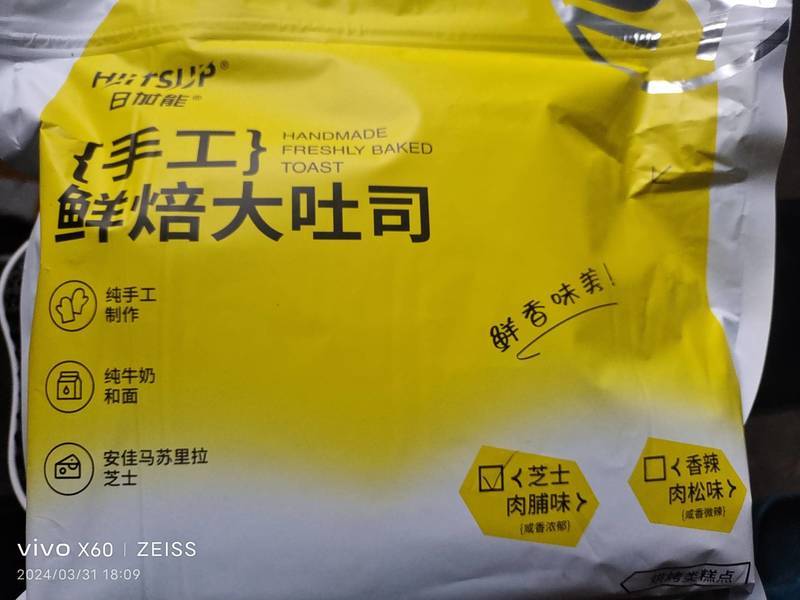 日加能®
{手工}
HANDMADE
FRESHLY BAKED
TOAST
鲜焙大吐司
纯手工
制作
纯牛奶
和面
安佳马苏里拉
芝士
鲜香味美!
<芝士
肉脯味>
{咸香浓郁}
<香辣
肉松味>
{咸香微辣}
烘烤类糕点
vivo X60 | ZEISS
2024/03/31 18:09